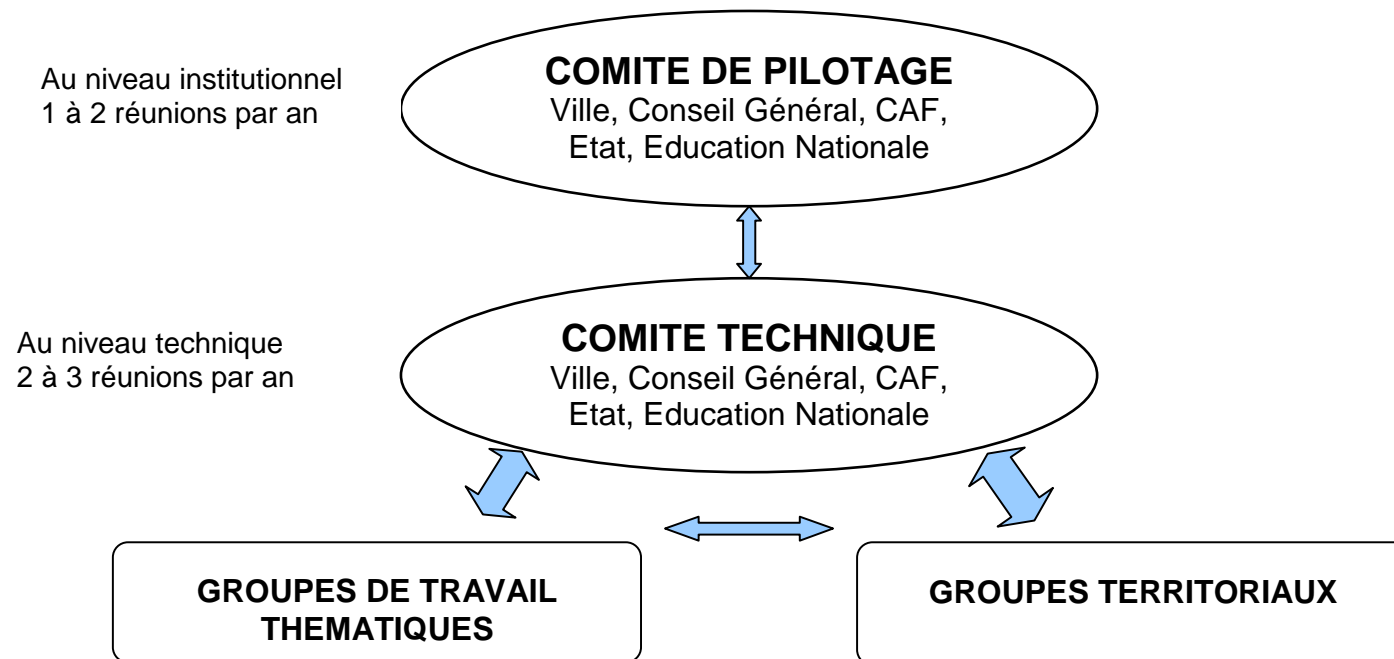 Au niveau institutionnel
1 à 2 réunions par an
COMITE DE PILOTAGE
Ville, Conseil Général, CAF,
Etat, Education Nationale
Au niveau technique
2 à 3 réunions par an
COMITE TECHNIQUE
Ville, Conseil Général, CAF,
Etat, Education Nationale
GROUPES DE TRAVAIL
THEMATIQUES
GROUPES TERRITORIAUX